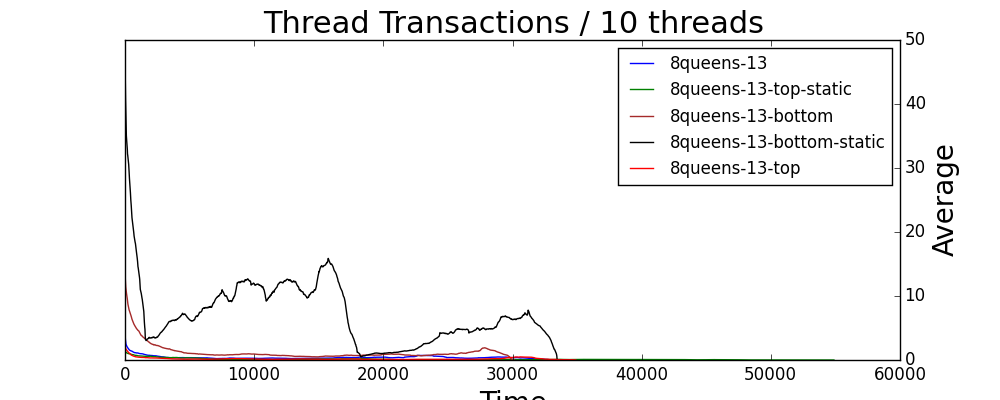 Thread Transactions / 10 threads
50
8queens-13
8queens-13-top-static
40
8queens-13-bottom
8queens-13-bottom-static
30
8queens-13-top
Average
20
10
0
0 10000 20000 30000 40000 50000 60000
Time